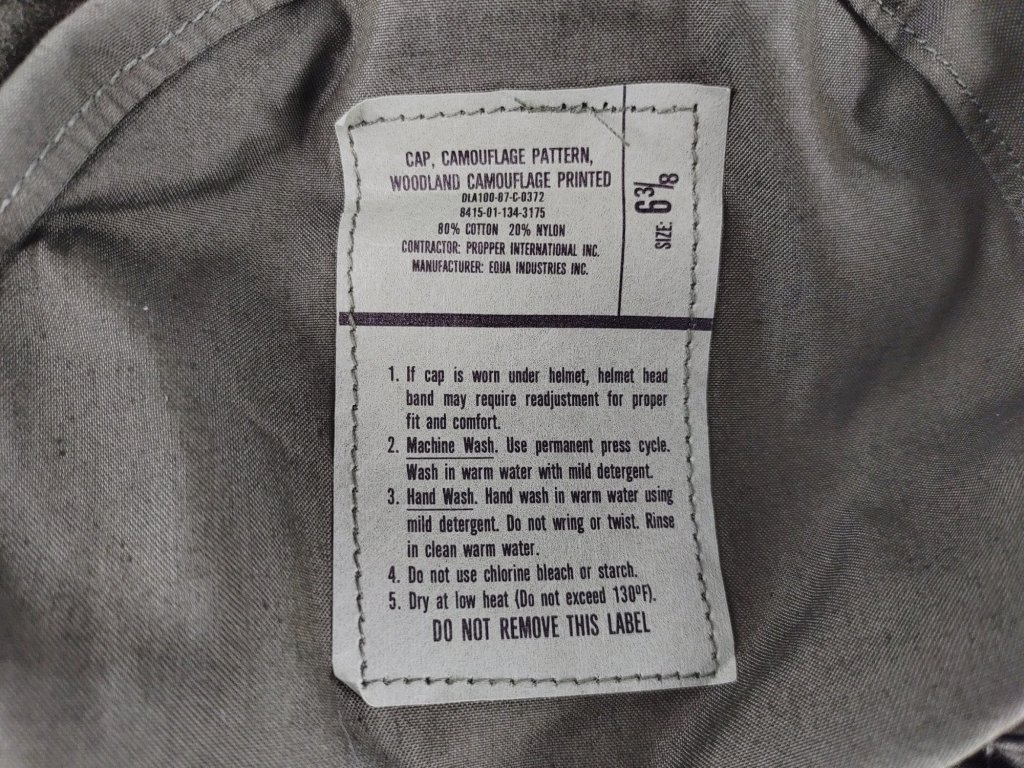 CAP, CAMOUFLAGE PATTERN,
WOODLAND CAMOUFLAGE PRINTED
DLA100-87-C-0372
8415-01-134-3175
80% COTTON 20% NYLON
CONTRACTOR: PROPPER INTERNATIONAL INC.
MANUFACTURER: EQUA INDUSTRIES INC.
SIZE: 6 3/8
1. If cap is worn under helmet, helmet head
band may require readjustment for proper
fit and comfort.
2. Machine Wash. Use permanent press cycle.
Wash in warm water with mild detergent.
3. Hand Wash. Hand wash in warm water using
mild detergent. Do not wring or twist. Rinse
in clean warm water.
4. Do not use chlorine bleach or starch.
5. Dry at low heat (Do not exceed 130ºF).
DO NOT REMOVE THIS LABEL